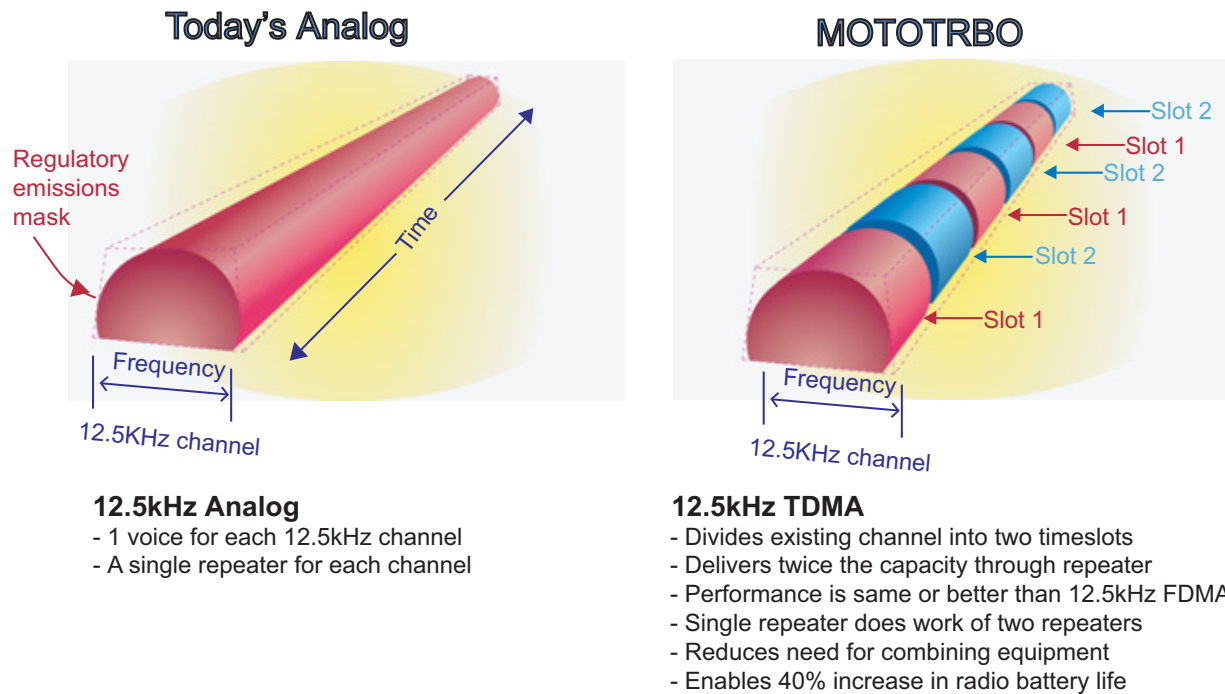 Today's Analog
Regulatory
emissions
mask
Time
Frequency
12.5KHz channel
12.5kHz Analog
- 1 voice for each 12.5kHz channel
- A single repeater for each channel
MOTOTRBO
Slot 2
Slot 1
Slot 2
Slot 1
Slot 2
Slot 1
Frequency
12.5KHz channel
12.5kHz TDMA
- Divides existing channel into two timeslots
- Delivers twice the capacity through repeater
- Performance is same or better than 12.5kHz FDMA
- Single repeater does work of two repeaters
- Reduces need for combining equipment
- Enables 40% increase in radio battery life